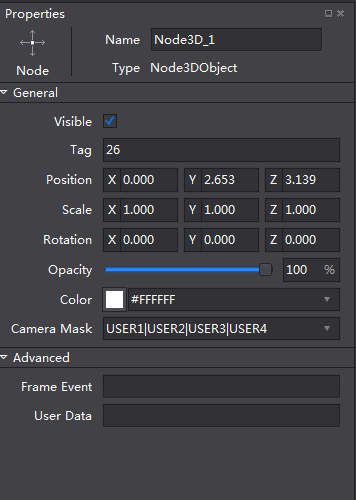 Properties
Name Node3D_1
Node Type Node3DObject
General
Visible
Tag 26
Position X 0.000 Y 2.653 Z 3.139
Scale X 1.000 Y 1.000 Z 1.000
Rotation X 0.000 Y 0.000 Z 0.000
Opacity 100 %
Color #FFFFFF
Camera Mask USER1|USER2|USER3|USER4
Advanced
Frame Event
User Data